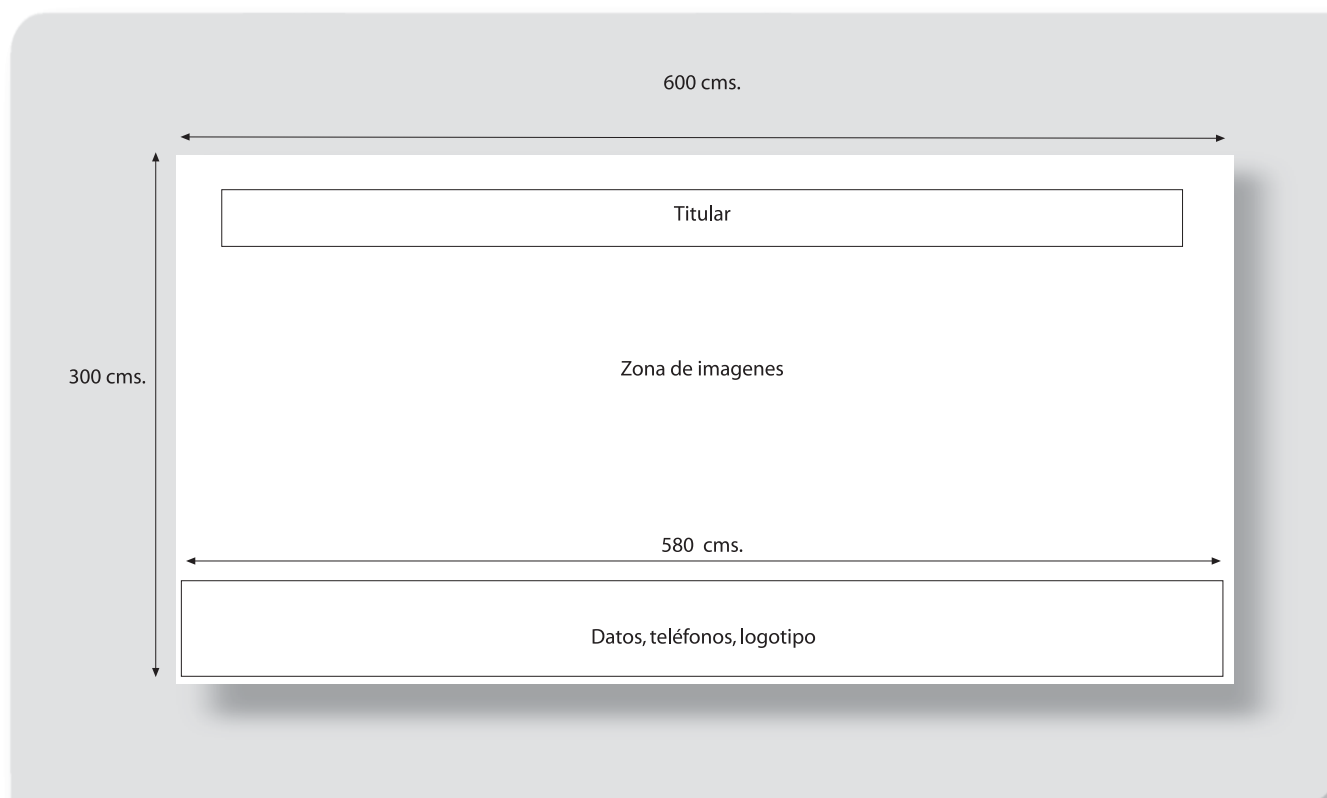 600 cms.
Titular
Zona de imagenes
300 cms.
580 cms.
Datos, teléfonos, logotipo